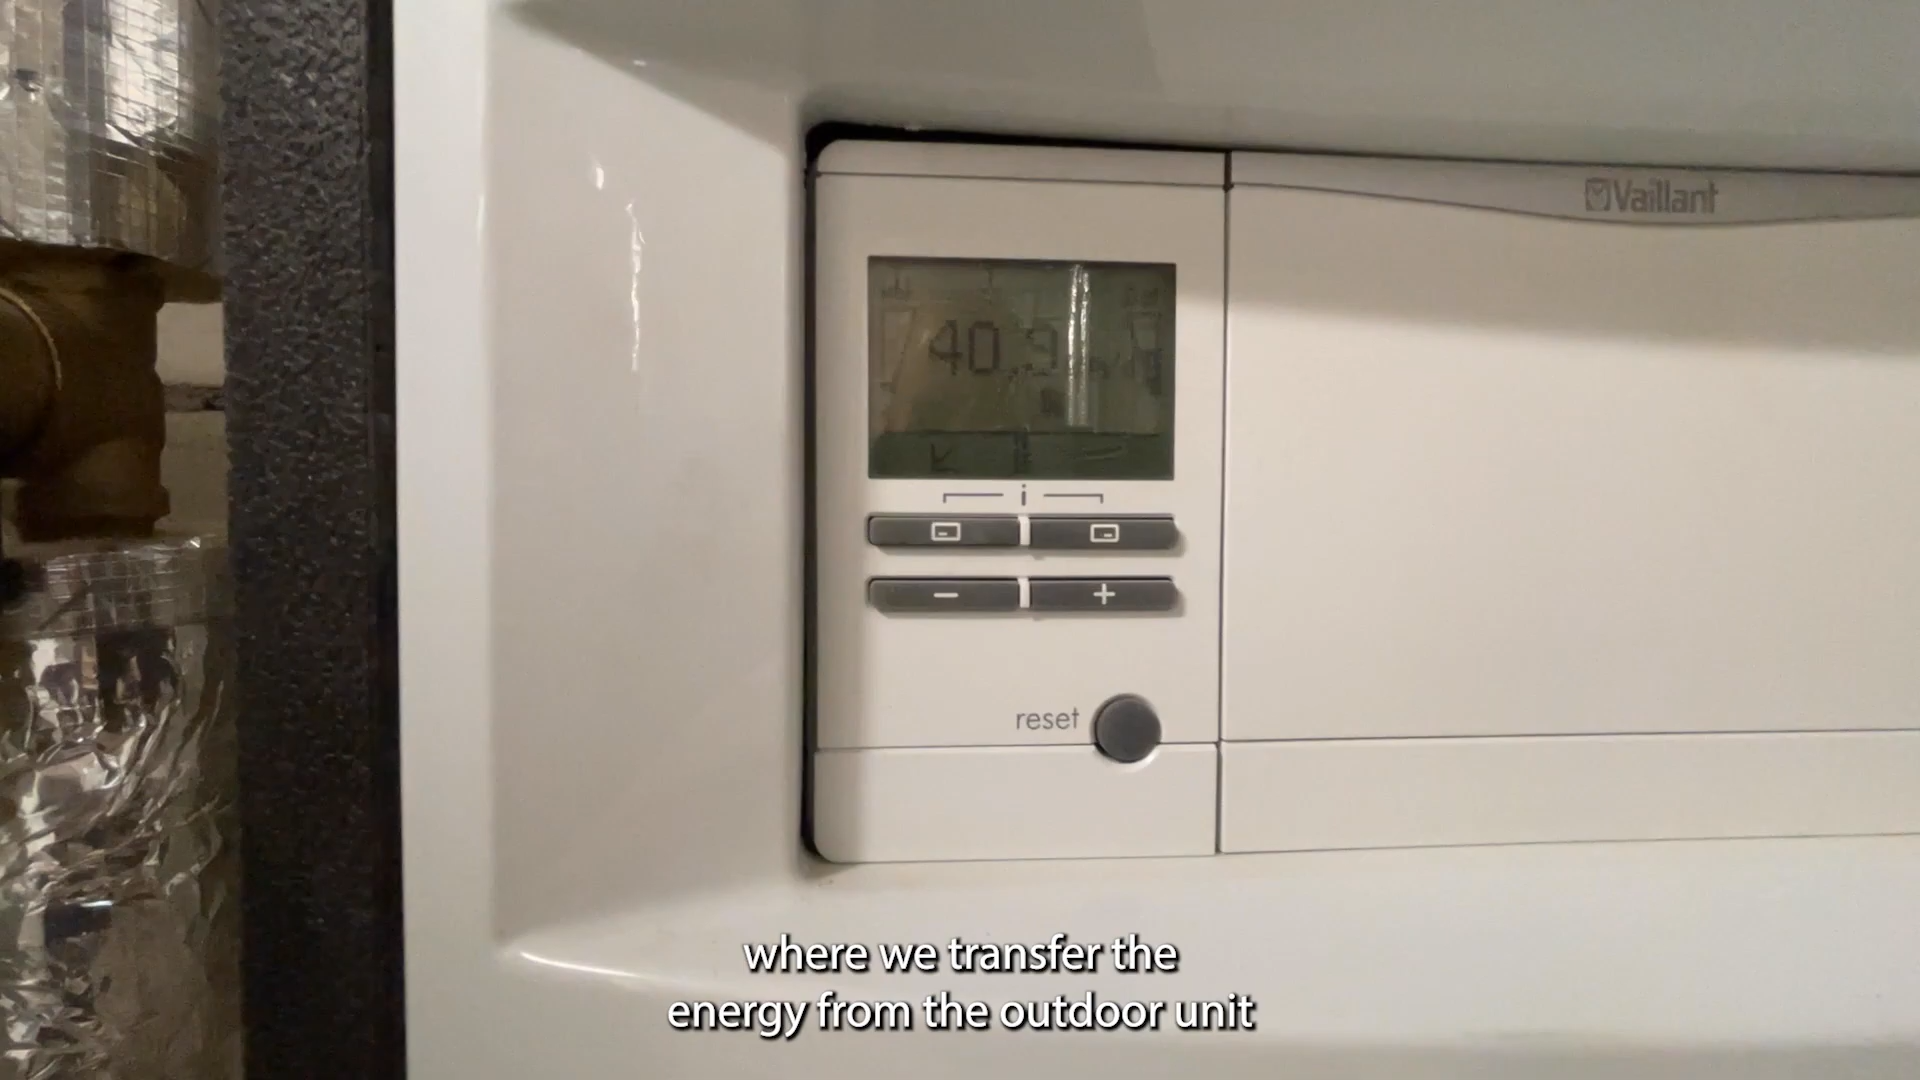 Vaillant
40.9
i
- +
reset
where we transfer the
energy from the outdoor unit